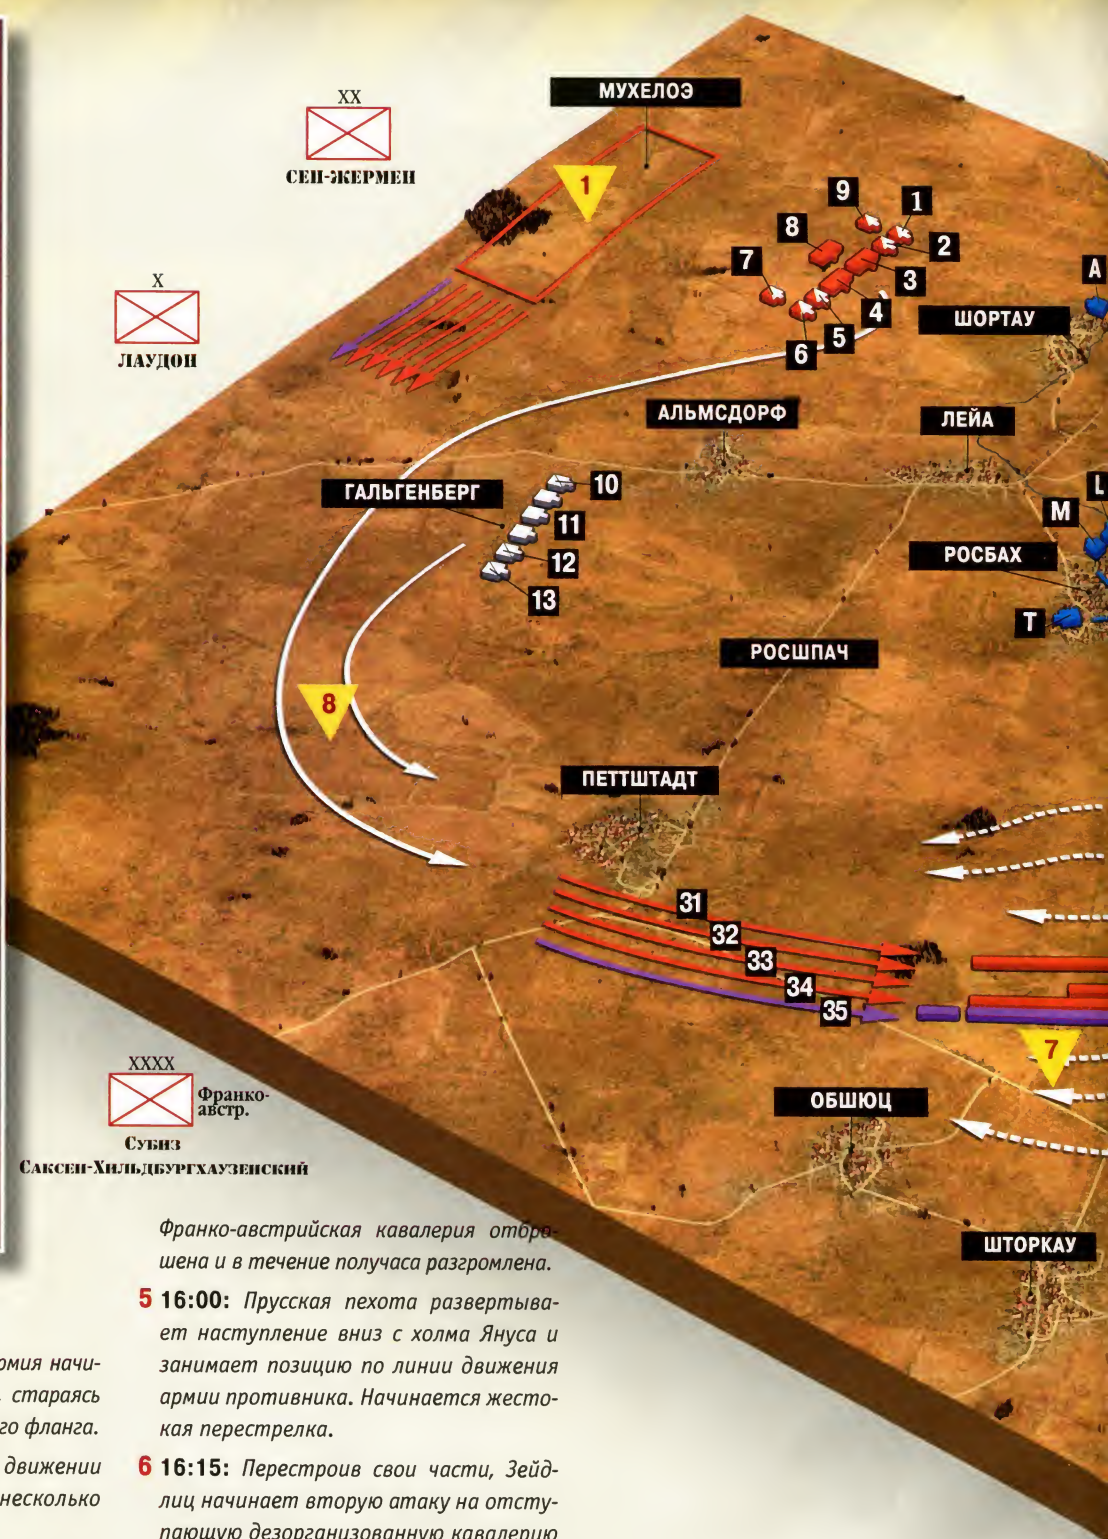 МУХЕЛОЭ
XX
СЕН-ЖЕРМЕН
1
9
1
8
2
7
3
4
5
6
A
ШОРТАУ
X
ЛАУДОН
АЛЬМСДОРФ
ЛЕЙА
ГАЛЬГЕНБЕРГ
10
11
12
13
L
M
РОСБАХ
T
РОСШПАЧ
8
ПЕТТШТАДТ
31
32
33
34
35
7
XXXX
Франко-
австр.
Субиз
Саксен-Хильдбургхаузенский
ОБШЮЦ
ШТОРКАУ
Франко-австрийская кавалерия отбро-
шена и в течение получаса разгромлена.
5 16:00: Прусская пехота развертыва-
ет наступление вниз с холма Януса и
занимает позицию по линии движения
армии противника. Начинается жесто-
кая перестрелка.
6 16:15: Перестроив свои части, Зейд-
лиц начинает вторую атаку на отсту-
пающую дезорганизованную кавалерию
начи-
стараясь
фланга.
движении
несколько